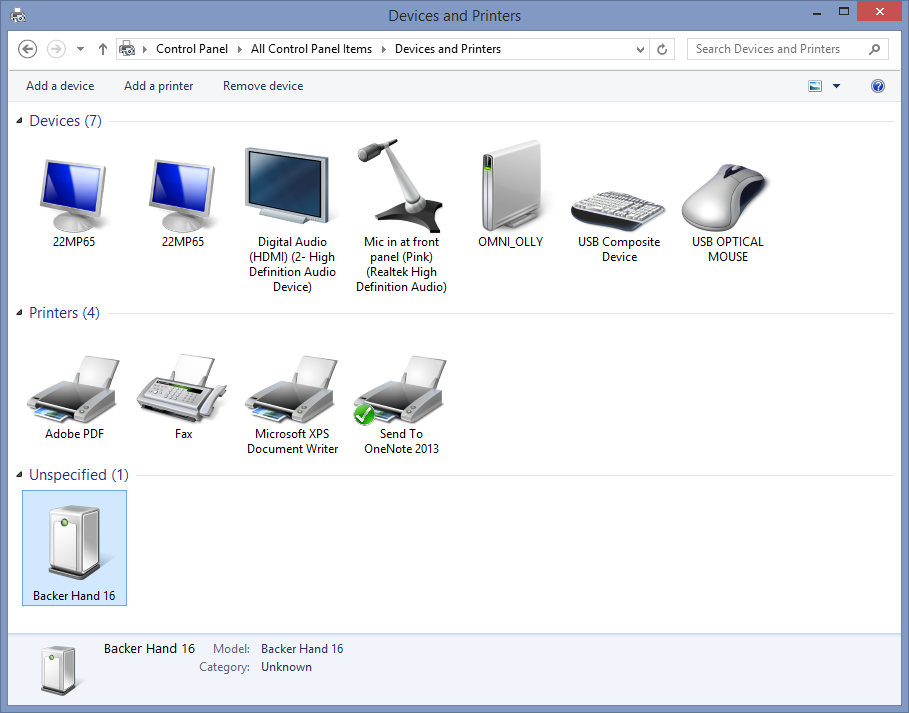 Devices and Printers
Control Panel
All Control Panel Items
Devices and Printers
Search Devices and Printers
Add a device
Add a printer
Remove device
Devices (7)
22MP65
22MP65
Digital Audio
(HDMI) (2- High
Definition Audio
Device)
Mic in at front
panel (Pink)
(Realtek High
Definition Audio)
OMNI_OLLY
USB Composite
Device
USB OPTICAL
MOUSE
Printers (4)
Adobe PDF
Fax
Microsoft XPS
Document Writer
Send To
OneNote 2013
Unspecified (1)
Backer Hand 16
Backer Hand 16 Model: Backer Hand 16
Category: Unknown